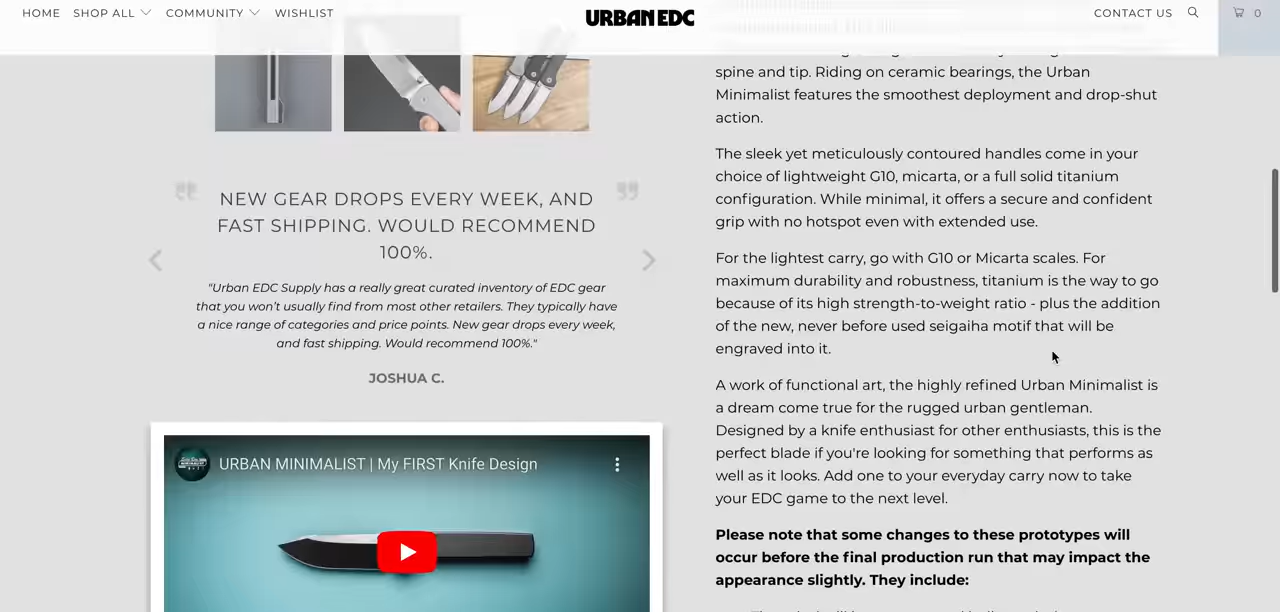 HOME SHOP ALL COMMUNITY WISHLIST
URBAN EDC
CONTACT US 0
spine and tip. Riding on ceramic bearings, the Urban
Minimalist features the smoothest deployment and drop-shut
action.
The sleek yet meticulously contoured handles come in your
choice of lightweight G10, micarta, or a full solid titanium
configuration. While minimal, it offers a secure and confident
grip with no hotspot even with extended use.
For the lightest carry, go with G10 or Micarta scales. For
maximum durability and robustness, titanium is the way to go
because of its high strength-to-weight ratio - plus the addition
of the new, never before used seigaiha motif that will be
engraved into it.
A work of functional art, the highly refined Urban Minimalist is
a dream come true for the rugged urban gentleman.
Designed by a knife enthusiast for other enthusiasts, this is the
perfect blade if you're looking for something that performs as
well as it looks. Add one to your everyday carry now to take
your EDC game to the next level.
Please note that some changes to these prototypes will
occur before the final production run that may impact the
appearance slightly. They include:
" NEW GEAR DROPS EVERY WEEK, AND "
FAST SHIPPING. WOULD RECOMMEND
100%.
"Urban EDC Supply has a really great curated inventory of EDC gear
that you won't usually find from most other retailers. They typically have
a nice range of categories and price points. New gear drops every week,
and fast shipping. Would recommend 100%."
JOSHUA C.
URBAN MINIMALIST | My FIRST Knife Design